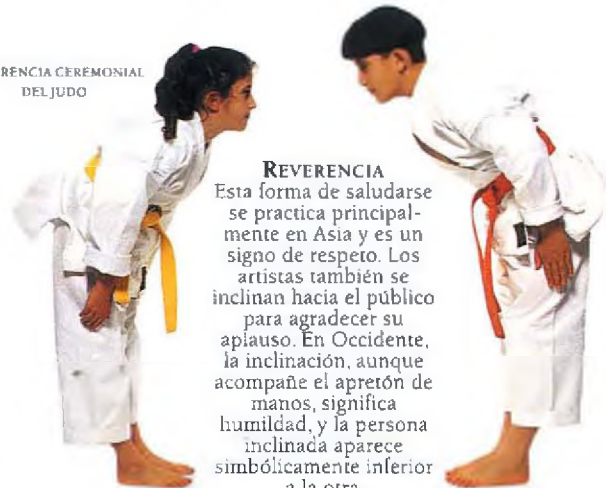 RENCIA CEREMONIAL
DEL JUDO
REVERENCIA
Esta forma de saludarse
se practica principal-
mente en Asia y es un
signo de respeto. Los
artistas también se
inclinan hacia el público
para agradecer su
aplauso. En Occidente,
la inclinación, aunque
acompañe el apretón de
manos, significa
humildad, y la persona
inclinada aparece
simbólicamente inferior
a la otra